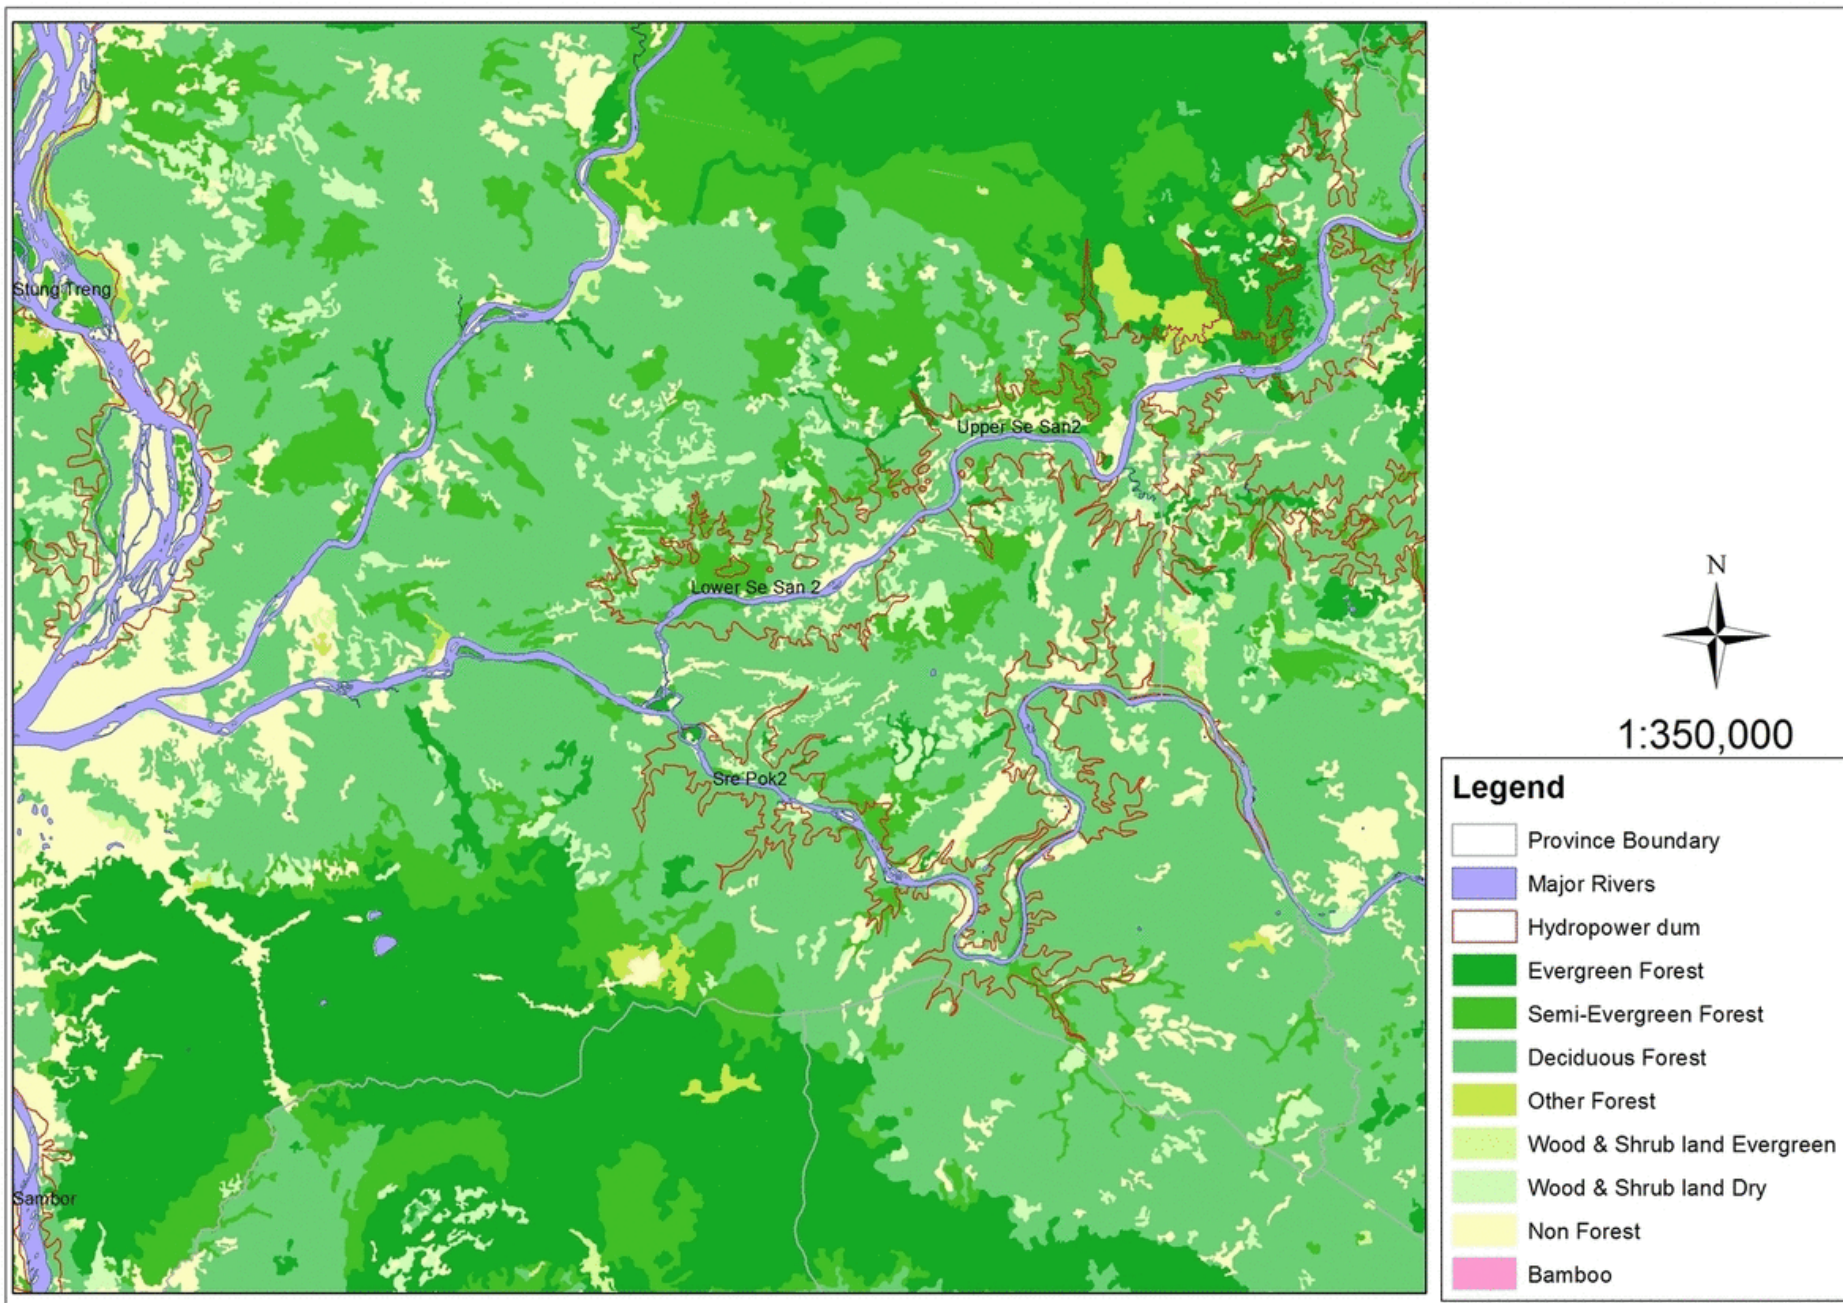 Stung Treng
Upper Se San2
Lower Se San 2
Sre Pok2
Sambor
N
1:350,000
Legend
Province Boundary
Major Rivers
Hydropower dum
Evergreen Forest
Semi-Evergreen Forest
Deciduous Forest
Other Forest
Wood & Shrub land Evergreen
Wood & Shrub land Dry
Non Forest
Bamboo